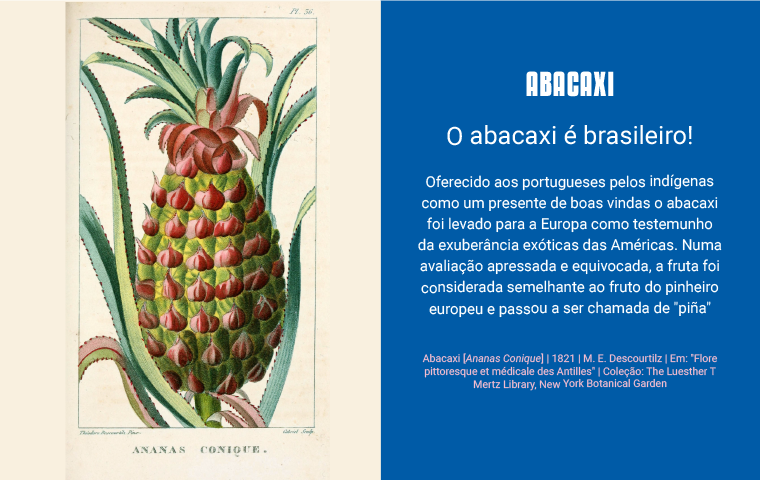 Pl. 56.
Gabriel Sculp.
ANANAS CONIQUE.
ABACAXI
O abacaxi é brasileiro!
Oferecido aos portugueses pelos indígenas
como um presente de boas vindas o abacaxi
foi levado para a Europa como testemunho
da exuberância exóticas das Américas. Numa
avaliação apressada e equivocada, a fruta foi
considerada semelhante ao fruto do pinheiro
europeu e passou a ser chamada de "piña"
Abacaxi [Ananas Conique] | 1821 | M. E. Descourtilz | Em: "Flore
pittoresque et médicale des Antilles" | Coleção: The Luesther T
Mertz Library, New York Botanical Garden